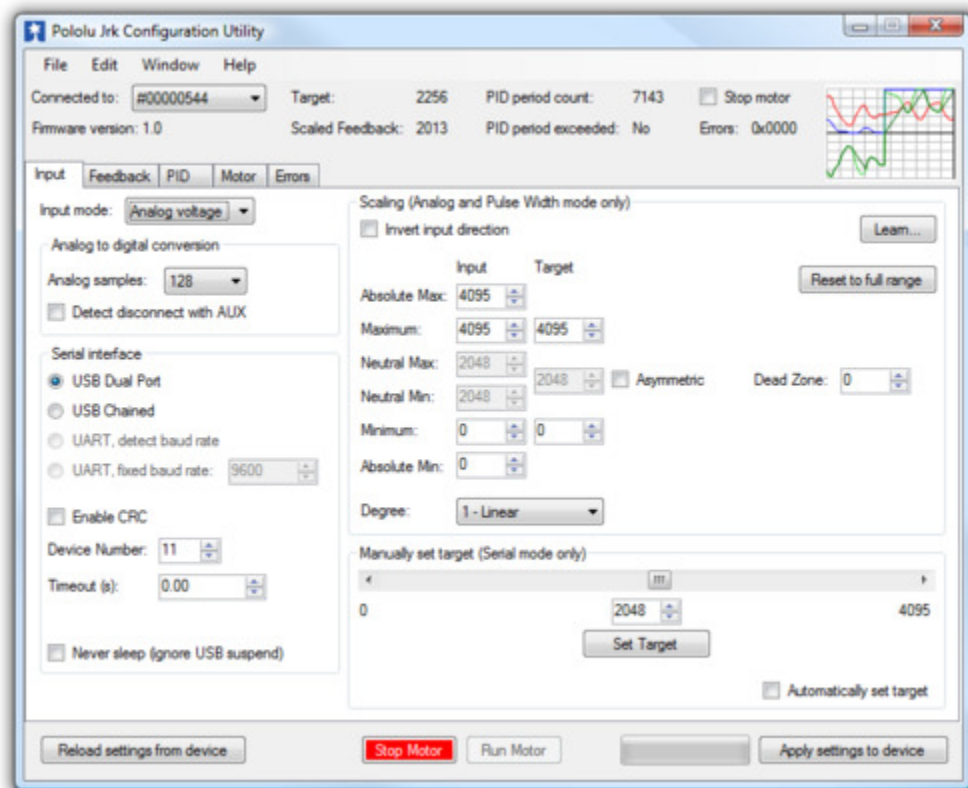 Pololu Jrk Configuration Utility
File Edit Window Help
Connected to: #00000544 Target: 2256 PID period count: 7143 Stop motor
Firmware version: 1.0 Scaled Feedback: 2013 PID period exceeded: No Errors: 0x0000
Input Feedback PID Motor Errors
Input mode: Analog voltage
Analog to digital conversion
Analog samples: 128
Detect disconnect with AUX
Serial interface
USB Dual Port
USB Chained
UART, detect baud rate
UART, fixed baud rate: 9600
Enable CRC
Device Number: 11
Timeout (s): 0.00
Never sleep (ignore USB suspend)
Scaling (Analog and Pulse Width mode only)
Invert input direction Learn...
Input Target Reset to full range
Absolute Max: 4095
Maximum: 4095 4095
Neutral Max: 2048
2048 Asymmetric Dead Zone: 0
Neutral Min: 2048
Minimum: 0 0
Absolute Min: 0
Degree: 1 - Linear
Manually set target (Serial mode only)
0 2048 4095
Set Target
Automatically set target
Reload settings from device Stop Motor Run Motor Apply settings to device